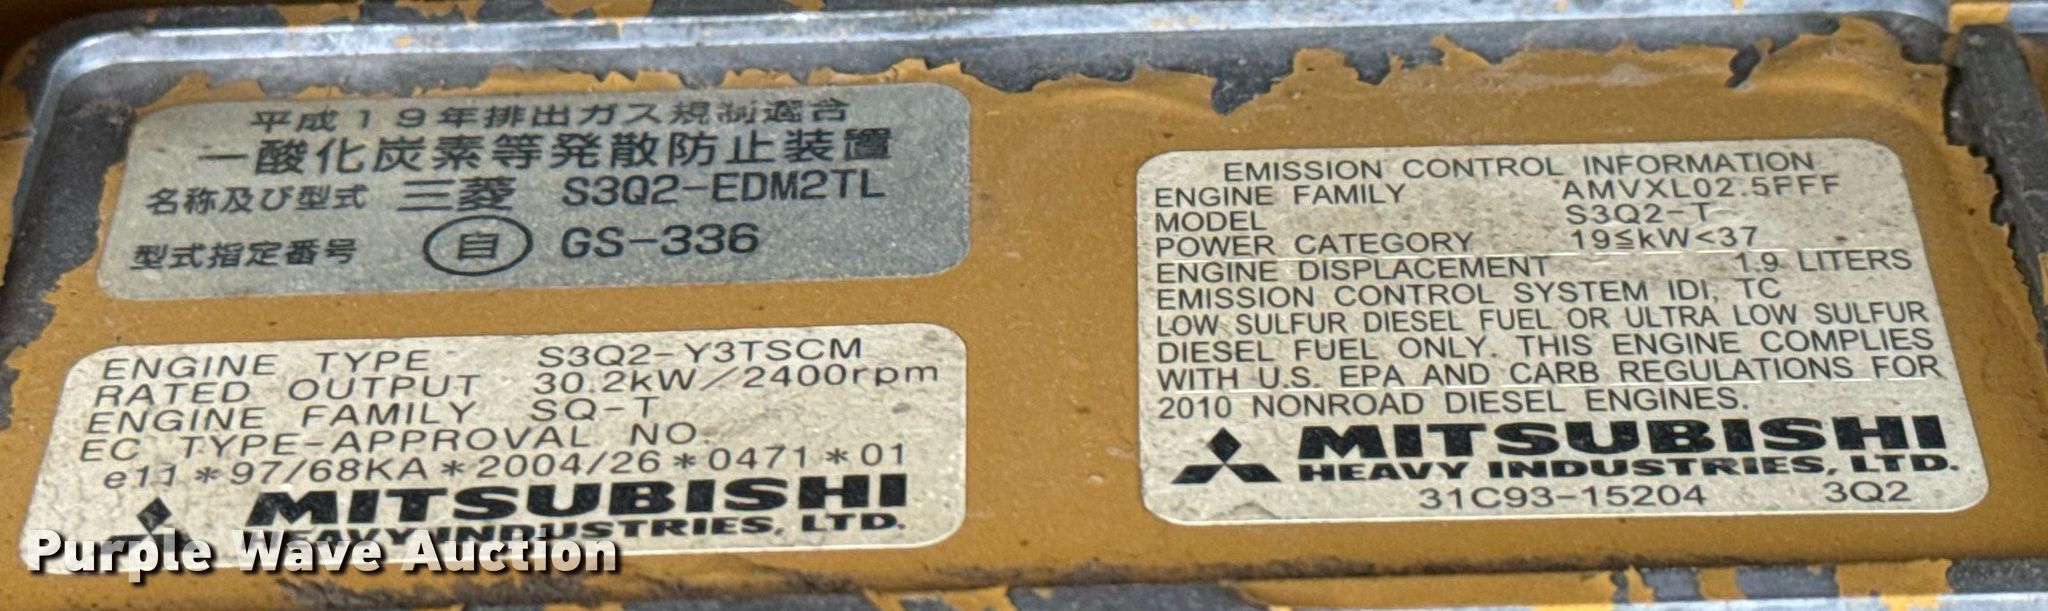 平成19年排出ガス規制適合
一酸化炭素等発散防止装置
名称及び型式 三菱 S3Q2-EDM2TL
型式指定番号 自 GS-336
ENGINE TYPE S3Q2-Y3TSCM
RATED OUTPUT 30.2kW/2400rpm
ENGINE FAMILY SQ-T
EC TYPE-APPROVAL NO.
e11*97/68KA*2004/26*0471*01
MITSUBISHI
HEAVY INDUSTRIES, LTD.
EMISSION CONTROL INFORMATION
ENGINE FAMILY AMVXL02.5FFF
MODEL S3Q2-T
POWER CATEGORY 19≦kW<37
ENGINE DISPLACEMENT 1.9 LITERS
EMISSION CONTROL SYSTEM IDI, TC
LOW SULFUR DIESEL FUEL OR ULTRA LOW SULFUR
DIESEL FUEL ONLY. THIS ENGINE COMPLIES
WITH U.S. EPA AND CARB REGULATIONS FOR
2010 NONROAD DIESEL ENGINES.
MITSUBISHI
HEAVY INDUSTRIES, LTD.
31C93-15204 3Q2
Purple Wave Auction